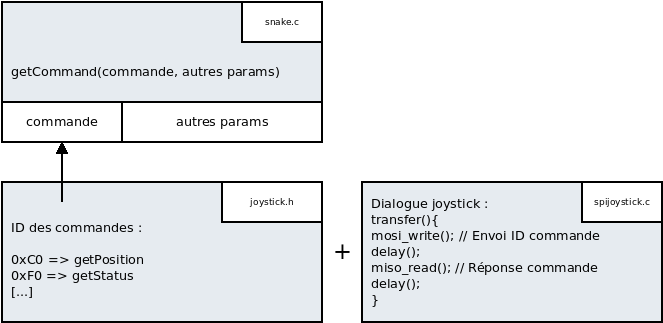 snake.c
getCommand(commande, autres params)
commande
autres params
joystick.h
ID des commandes :
0xC0 => getPosition
0xF0 => getStatus
[...]
+
spijoystick.c
Dialogue joystick :
transfer(){
mosi_write(); // Envoi ID commande
delay();
miso_read(); // Réponse commande
delay();
}